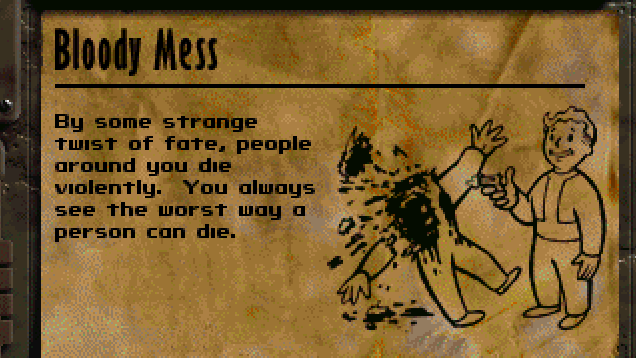 Bloody Mess
By some strange
twist of fate, people
around you die
violently.  You always
see the worst way a
person can die.